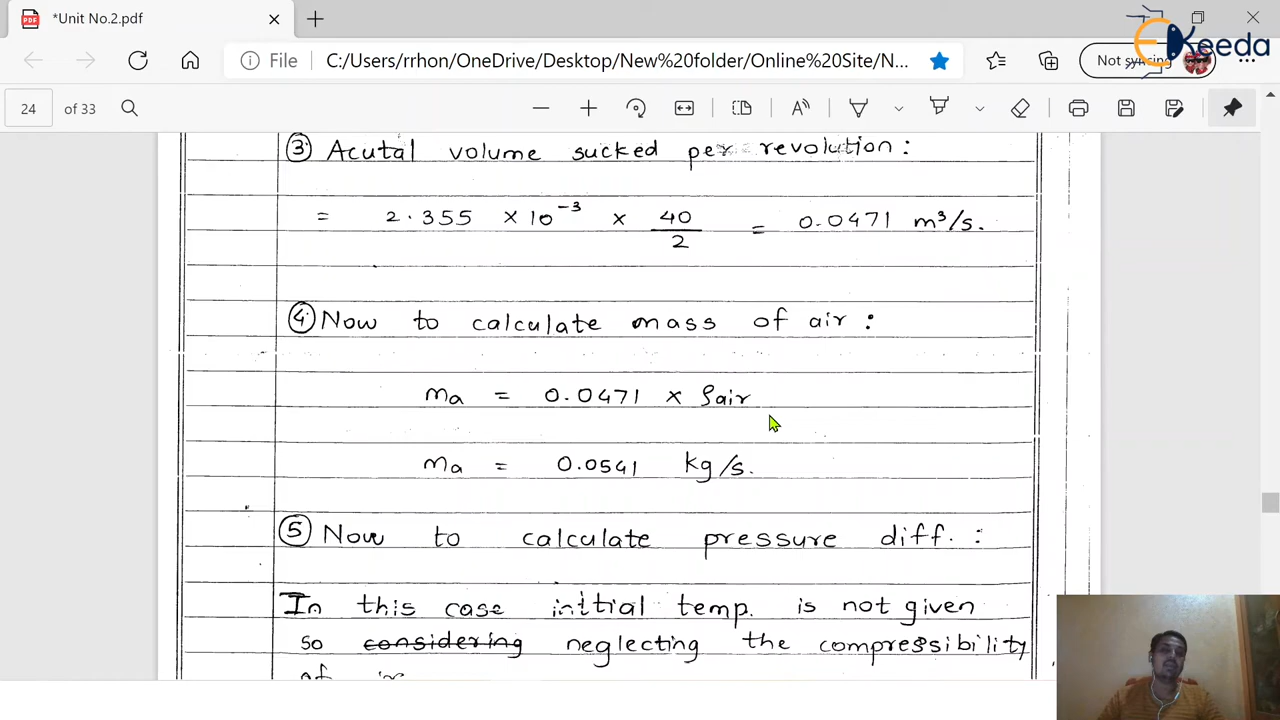 *Unit No.2.pdf
EKeeda
File
C:/Users/rrhon/OneDrive/Desktop/New%20folder/Online%20Site/N...
Not syncing
24 of 33
③ Acutal volume sucked per revolution :
= 2.355 × 10⁻³ × 40/2 = 0.0471 m³/s.
④ Now to calculate mass of air :
ma = 0.0471 × ρair
ma = 0.0541 kg/s.
⑤ Now to calculate pressure diff. :
In this case initial temp. is not given
so considering neglecting the compressibility
of